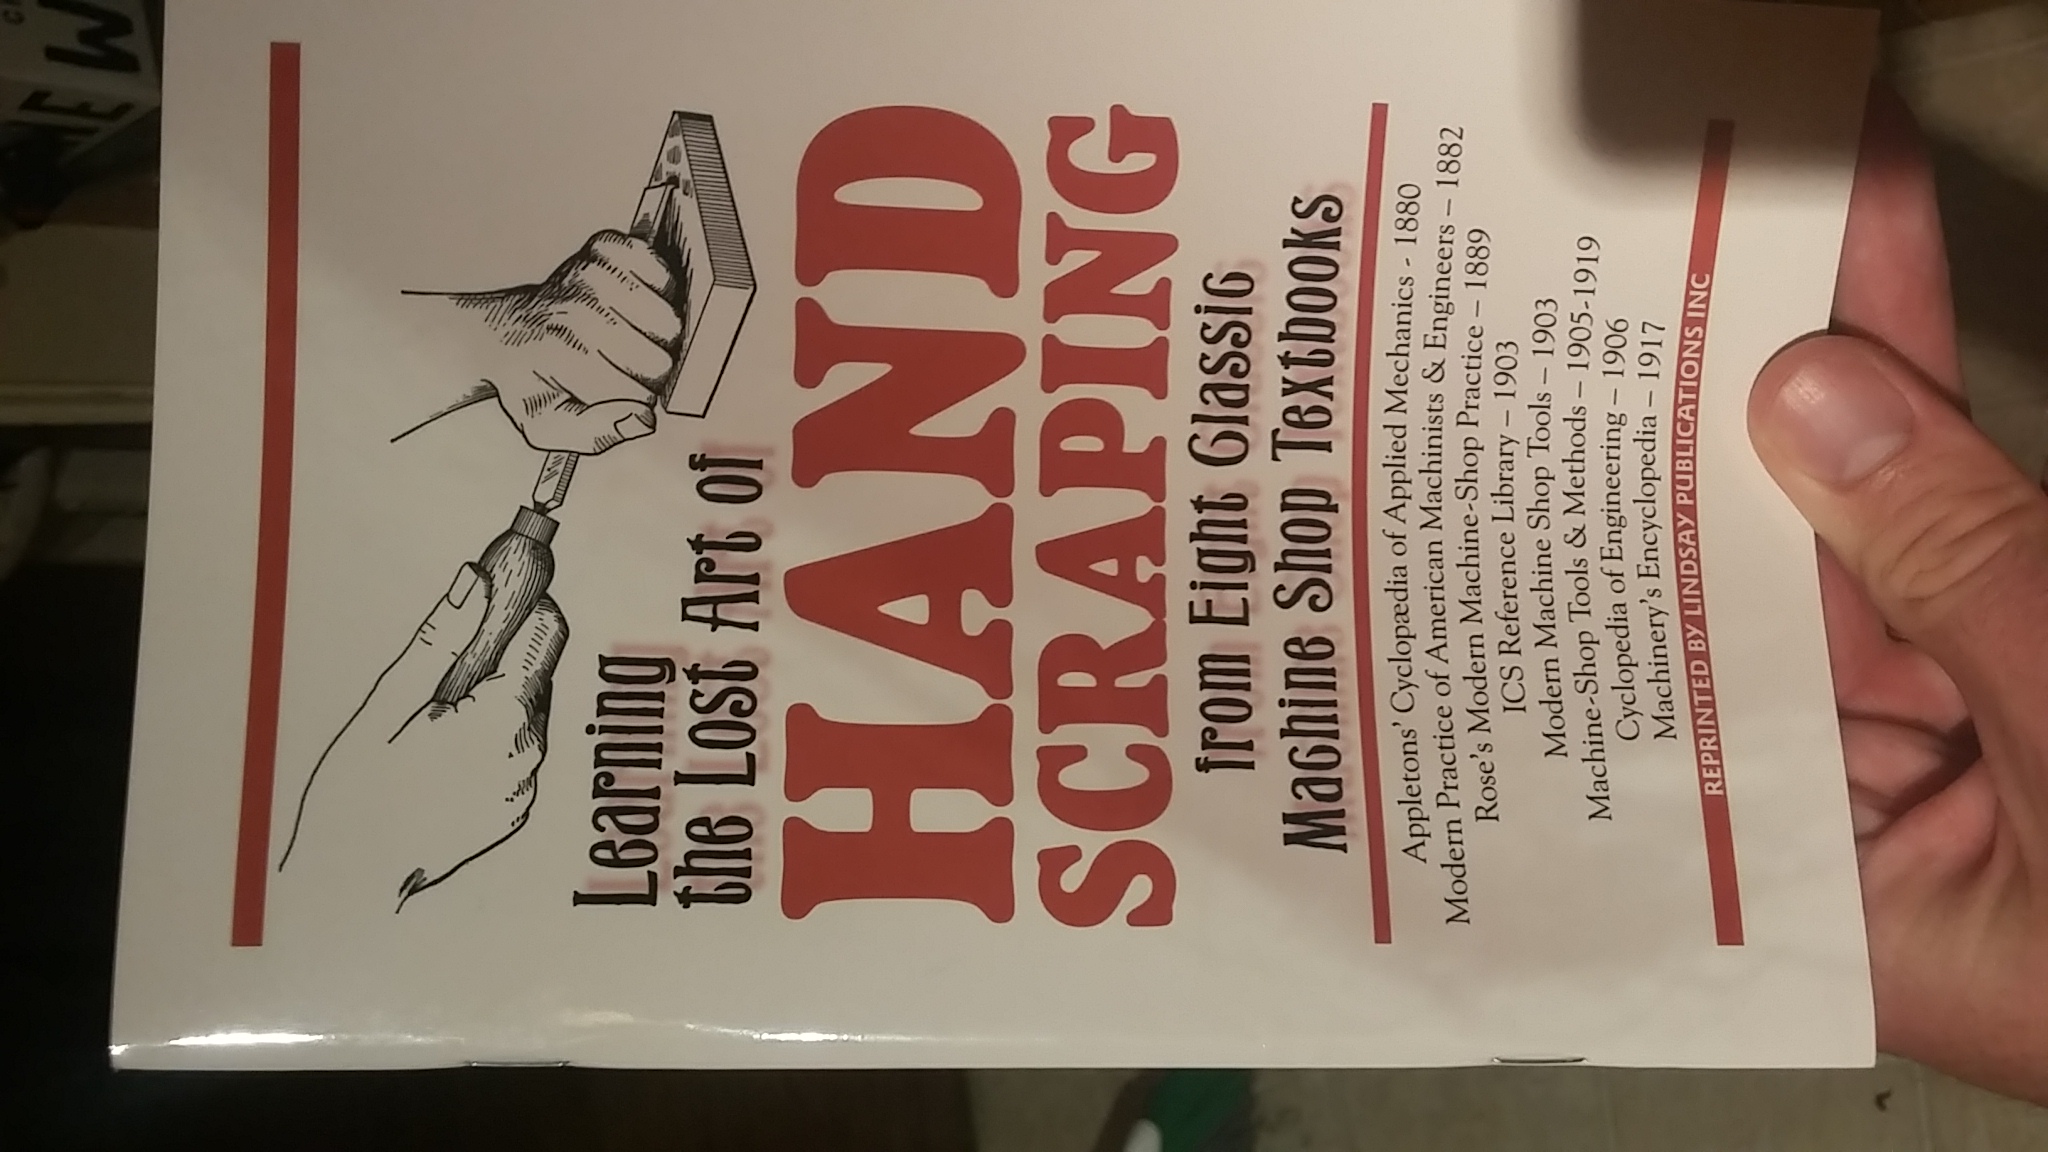 Learning
the Lost Art of
HAND
SCRAPING
from Eight Classic
Machine Shop Textbooks
Appletons' Cyclopædia of Applied Mechanics - 1880
Modern Practice of American Machinists & Engineers – 1882
Rose's Modern Machine-Shop Practice – 1889
ICS Reference Library – 1903
Modern Machine Shop Tools – 1903
Machine-Shop Tools & Methods – 1905-1919
Cyclopedia of Engineering – 1906
Machinery's Encyclopedia – 1917
REPRINTED BY LINDSAY PUBLICATIONS INC